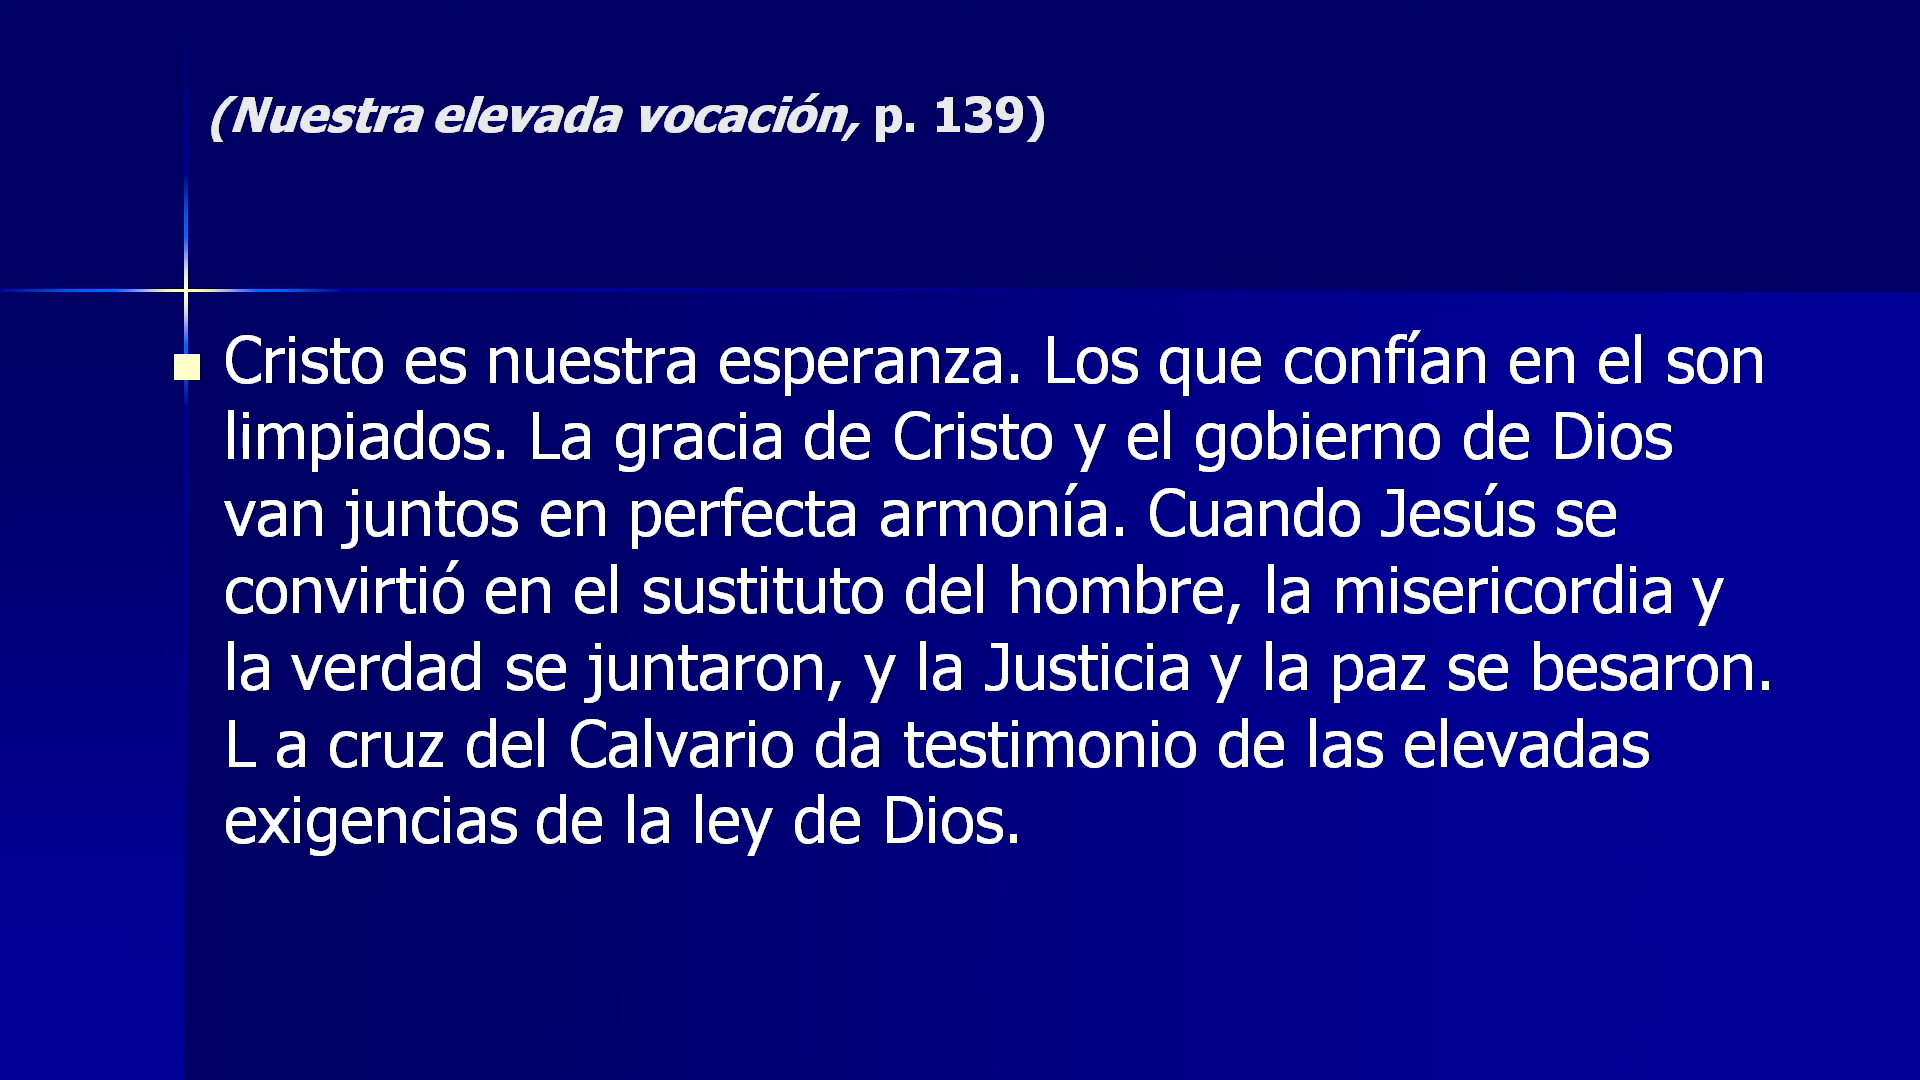 (Nuestra elevada vocación, p. 139)
Cristo es nuestra esperanza. Los que confían en el son
limpiados. La gracia de Cristo y el gobierno de Dios
van juntos en perfecta armonía. Cuando Jesús se
convirtió en el sustituto del hombre, la misericordia y
la verdad se juntaron, y la Justicia y la paz se besaron.
L a cruz del Calvario da testimonio de las elevadas
exigencias de la ley de Dios.